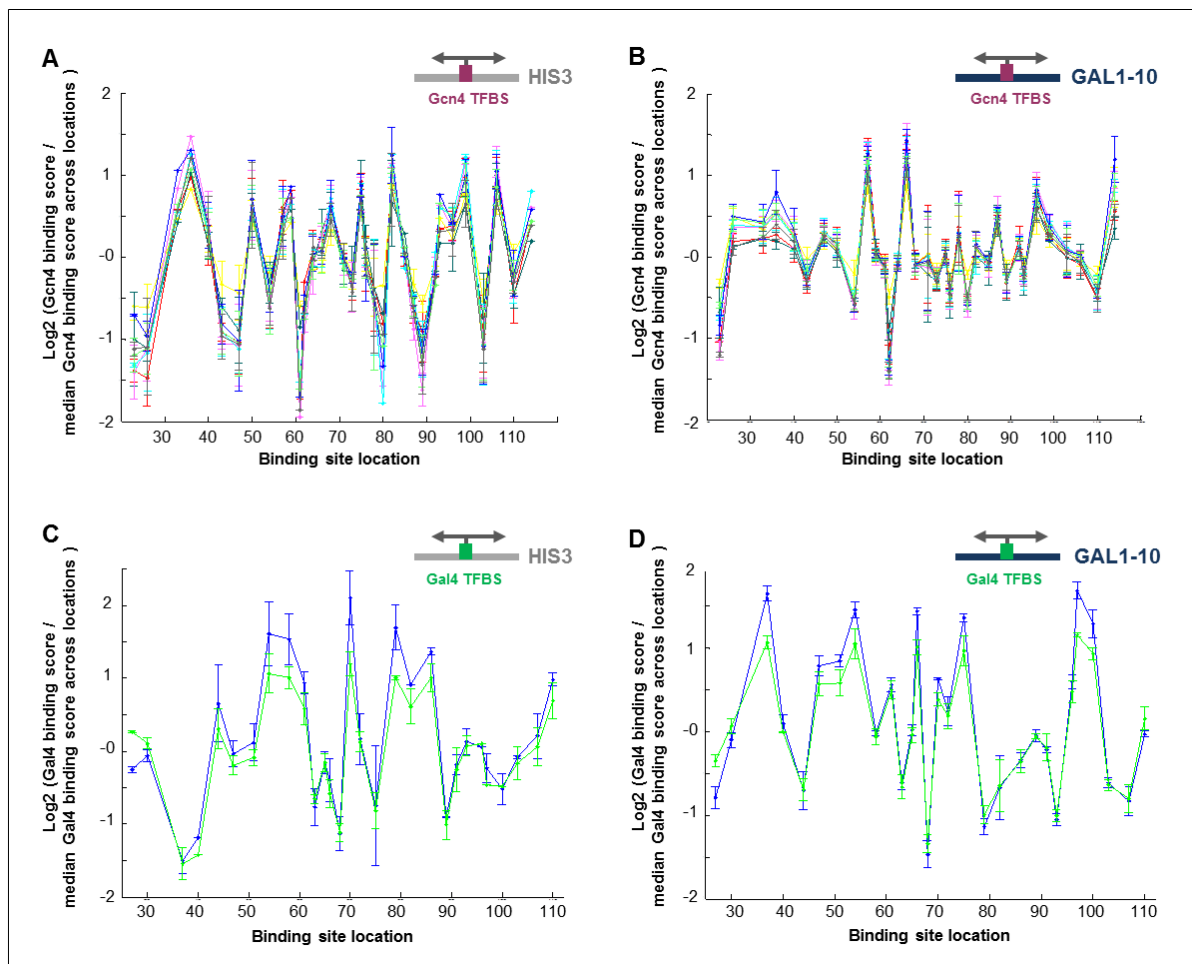 A
HIS3
Gcn4 TFBS
Log2 (Gcn4 binding score /
median Gcn4 binding score across locations )
2
1
-0
-1
-2
30 40 50 60 70 80 90 100 110
Binding site location
B
GAL1-10
Gcn4 TFBS
Log2 (Gcn4 binding score /
median Gcn4 binding score across locations )
2
1
-0
-1
-2
30 40 50 60 70 80 90 100 110
Binding site location
C
HIS3
Gal4 TFBS
Log2 (Gal4 binding score /
median Gal4 binding score across locations )
2
1
-0
-1
-2
30 40 50 60 70 80 90 100 110
Binding site location
D
GAL1-10
Gal4 TFBS
Log2 (Gal4 binding score /
median Gal4 binding score across locations )
2
1
-0
-1
-2
30 40 50 60 70 80 90 100 110
Binding site location